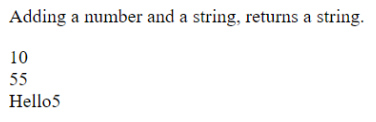 Adding a number and a string, returns a string.
10
55
Hello5